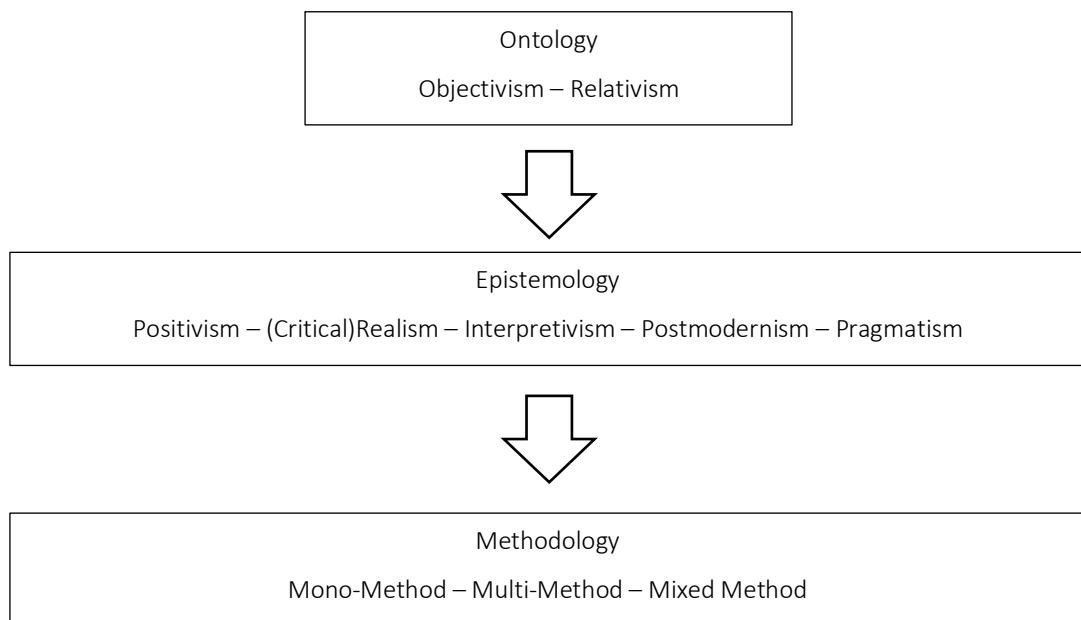 Ontology
Objectivism – Relativism
Epistemology
Positivism – (Critical)Realism – Interpretivism – Postmodernism – Pragmatism
Methodology
Mono-Method – Multi-Method – Mixed Method